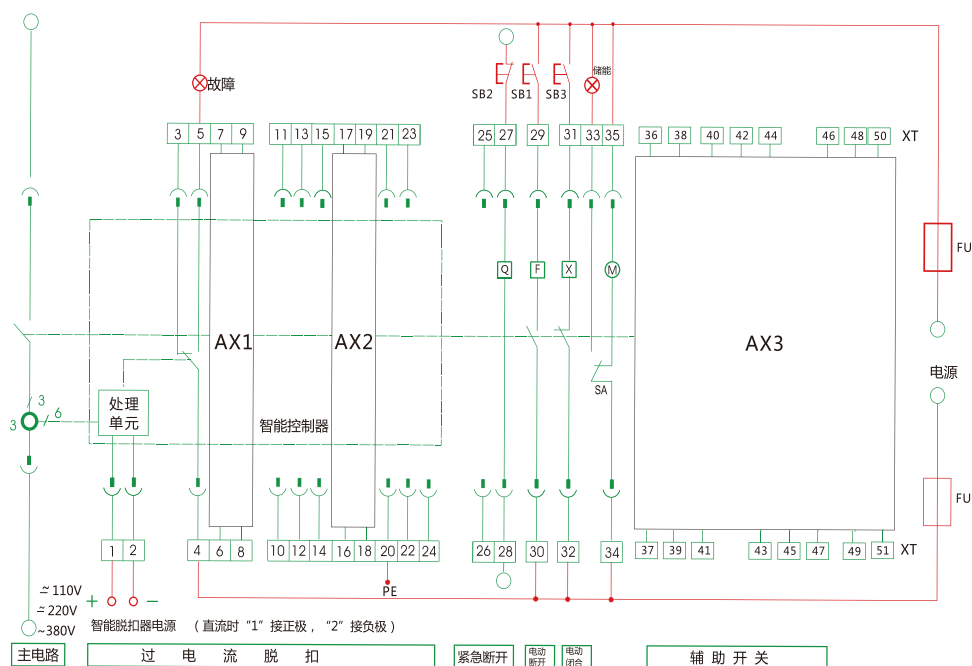 故障
储能
SB2 SB1 SB3
3 5 7 9 11 13 15 17 19 21 23 25 27 29 31 33 35 36 38 40 42 44 46 48 50 XT
FU
Q F X M
AX1 AX2 AX3
电源
SA
处理
单元
3
6
3
智能控制器
FU
1 2 4 6 8 10 12 14 16 18 20 22 24 26 28 30 32 34 37 39 41 43 45 47 49 51 XT
PE
≂110V
≂220V
~380V
+ −
智能脱扣器电源 （直流时“1”接正极，“2”接负极）
主电路 过电流脱扣 紧急断开 电动断开 电动闭合 辅助开关